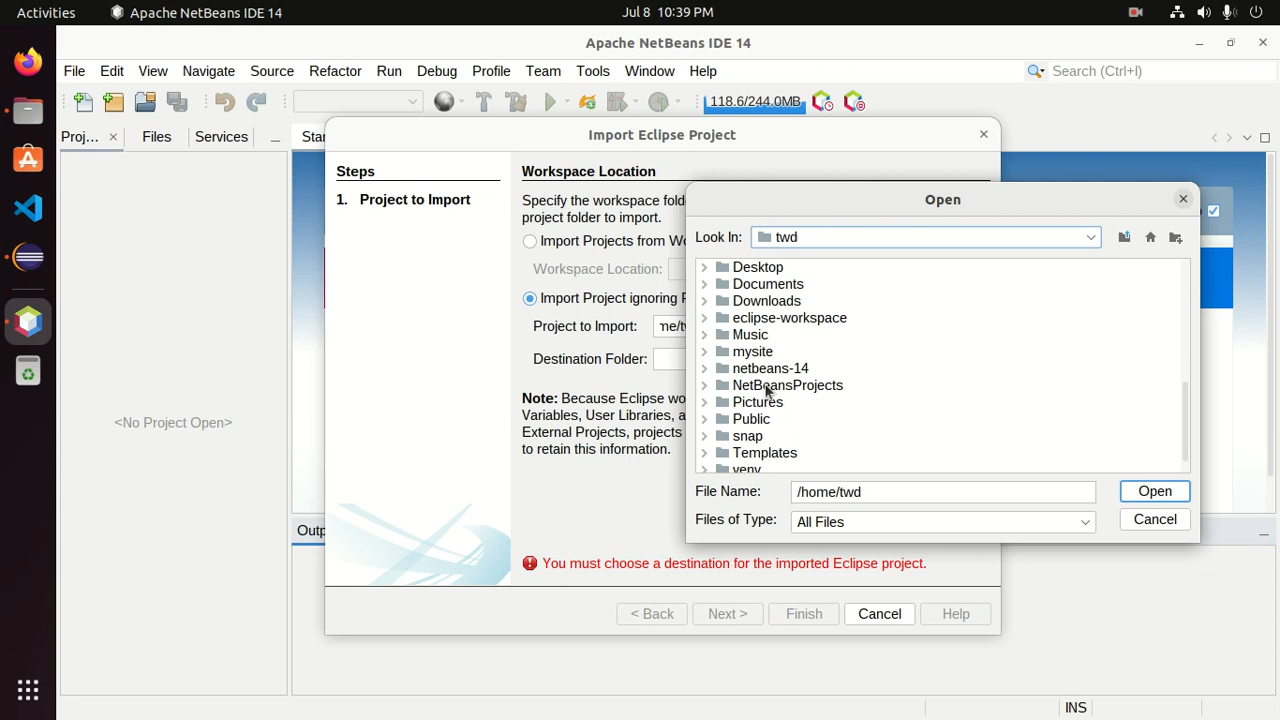 Activities Apache NetBeans IDE 14 Jul 8 10:39 PM
Apache NetBeans IDE 14
File Edit View Navigate Source Refactor Run Debug Profile Team Tools Window Help Search (Ctrl+I)
118.6/244.0MB
Proj... Files Services
Import Eclipse Project
Steps
1. Project to Import
Workspace Location
Specify the workspace
project folder to import.
Import Projects from
Workspace Location:
Import Project ignoring
Project to Import:
Destination Folder:
Note: Because Eclipse
Variables, User Libraries,
External Projects, projects
to retain this information.
You must choose a destination for the imported Eclipse project.
< Back Next > Finish Cancel Help
Open
Look In: twd
Desktop
Documents
Downloads
eclipse-workspace
Music
mysite
netbeans-14
NetBeansProjects
Pictures
Public
snap
Templates
venv
File Name: /home/twd Open
Files of Type: All Files Cancel
<No Project Open>
INS